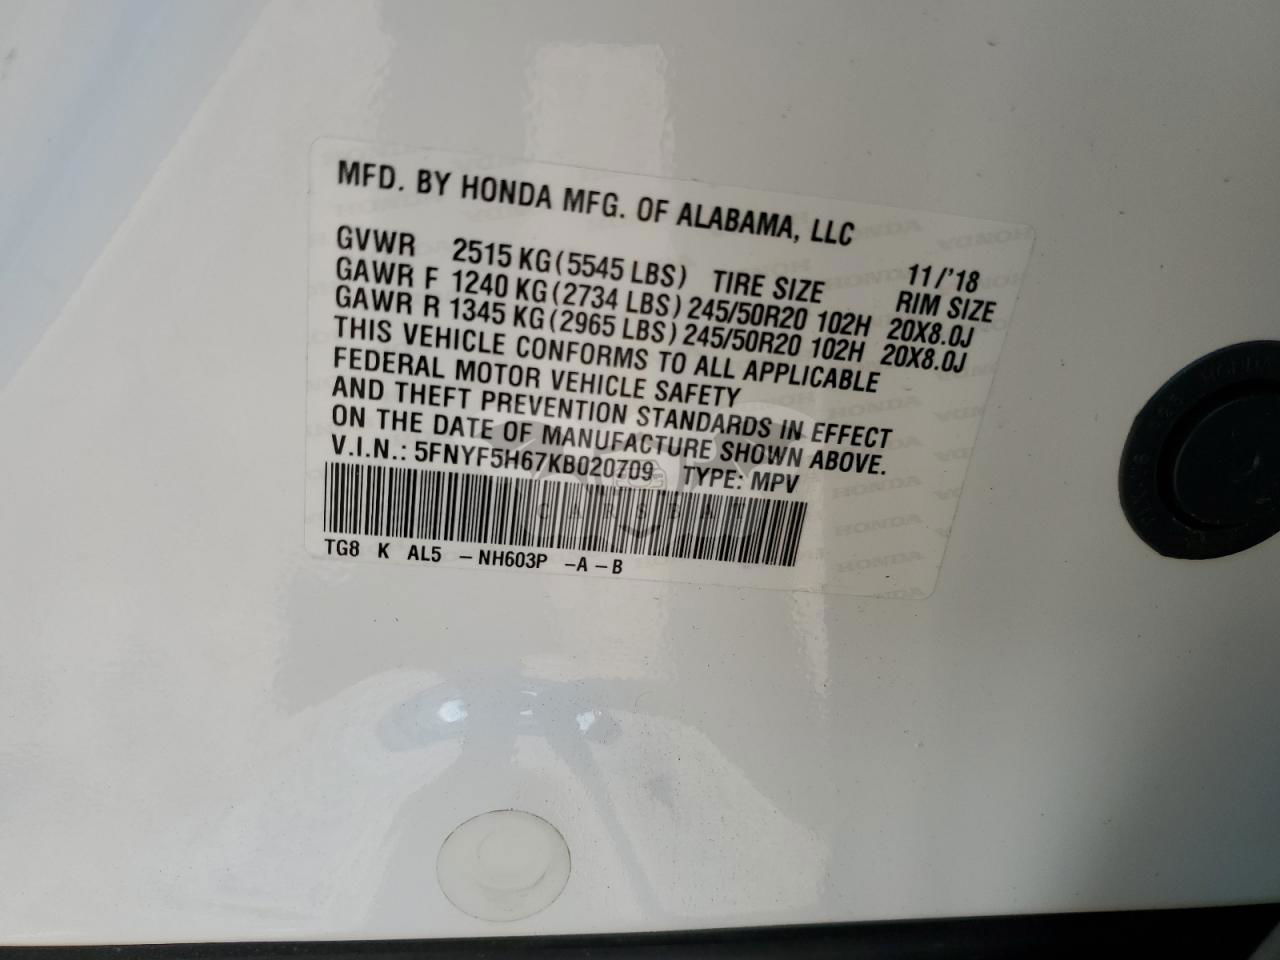 MFD. BY HONDA MFG. OF ALABAMA, LLC
11/'18
GVWR 2515 KG(5545 LBS) TIRE SIZE RIM SIZE
GAWR F 1240 KG(2734 LBS) 245/50R20 102H 20X8.0J
GAWR R 1345 KG(2965 LBS) 245/50R20 102H 20X8.0J
THIS VEHICLE CONFORMS TO ALL APPLICABLE
FEDERAL MOTOR VEHICLE SAFETY
AND THEFT PREVENTION STANDARDS IN EFFECT
ON THE DATE OF MANUFACTURE SHOWN ABOVE.
V.I.N.: 5FNYF5H67KB020709 TYPE: MPV
TG8 K AL5 -NH603P -A-B